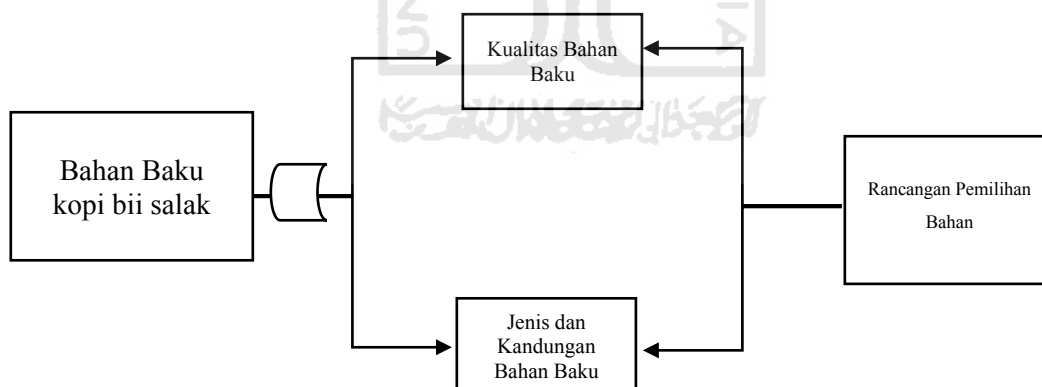 Kualitas Bahan
Baku
Bahan Baku
kopi bii salak
Rancangan Pemilihan
Bahan
Jenis dan
Kandungan
Bahan Baku